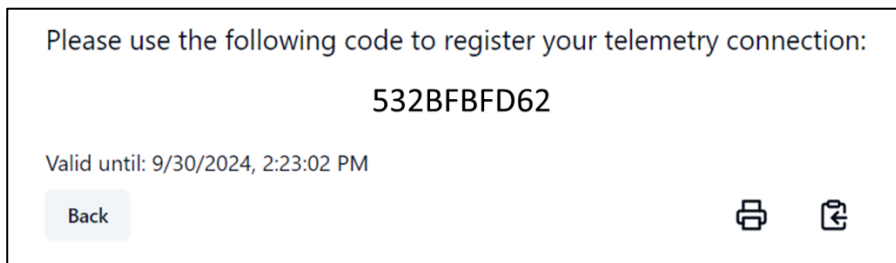 Please use the following code to register your telemetry connection:
532BFBFD62
Valid until: 9/30/2024, 2:23:02 PM
Back